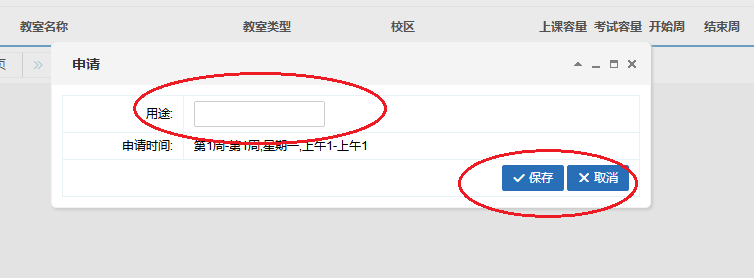 教室名称 教室类型 校区 上课容量 考试容量 开始周 结束周
页
申请
用途:
申请时间: 第1周-第1周,星期一,上午1-上午1
保存 取消